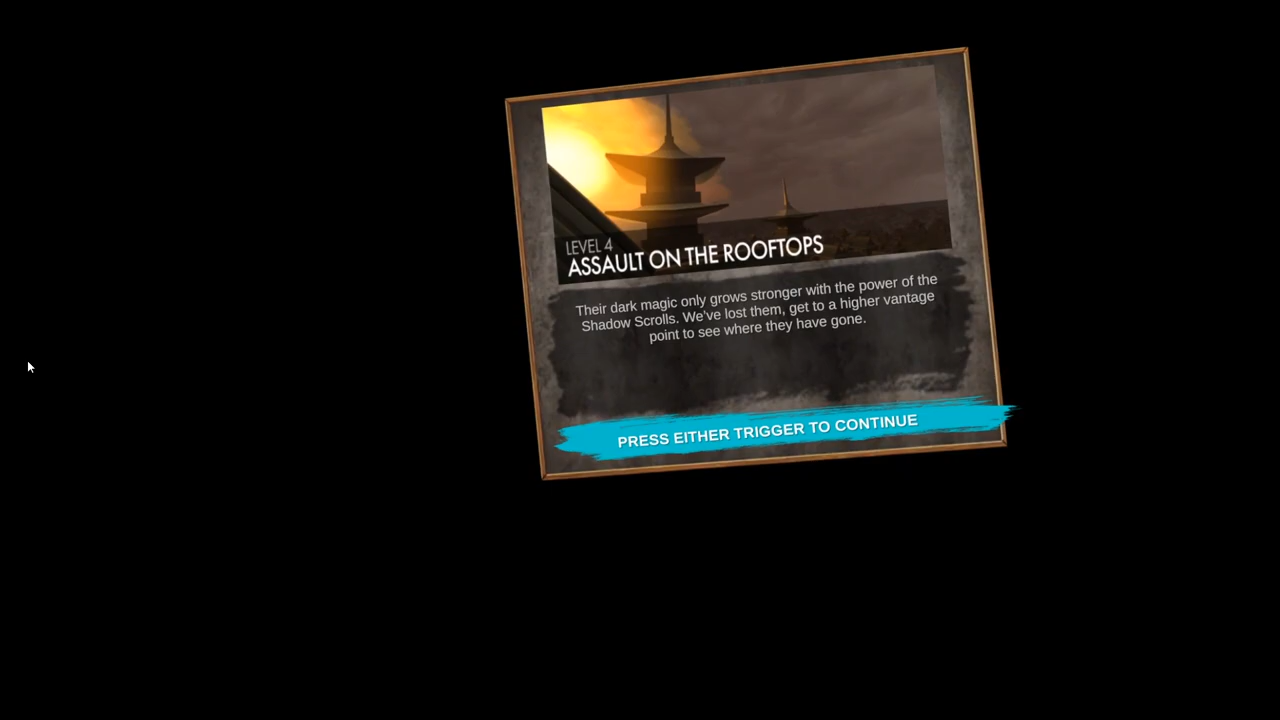 LEVEL 4
ASSAULT ON THE ROOFTOPS
Their dark magic only grows stronger with the power of the
Shadow Scrolls. We've lost them, get to a higher vantage
point to see where they have gone.
PRESS EITHER TRIGGER TO CONTINUE